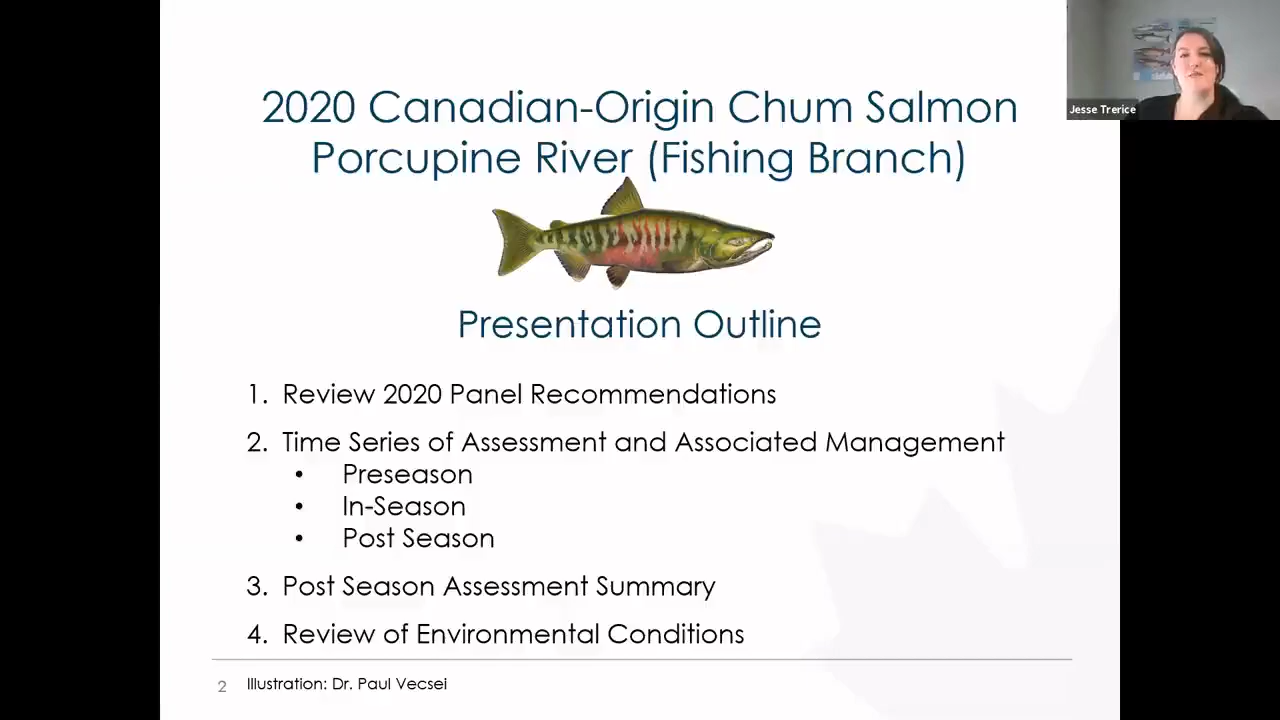 2020 Canadian-Origin Chum Salmon
Porcupine River (Fishing Branch)
Presentation Outline
1. Review 2020 Panel Recommendations
2. Time Series of Assessment and Associated Management
• Preseason
• In-Season
• Post Season
3. Post Season Assessment Summary
4. Review of Environmental Conditions
2 Illustration: Dr. Paul Vecsei
Jesse Trerice